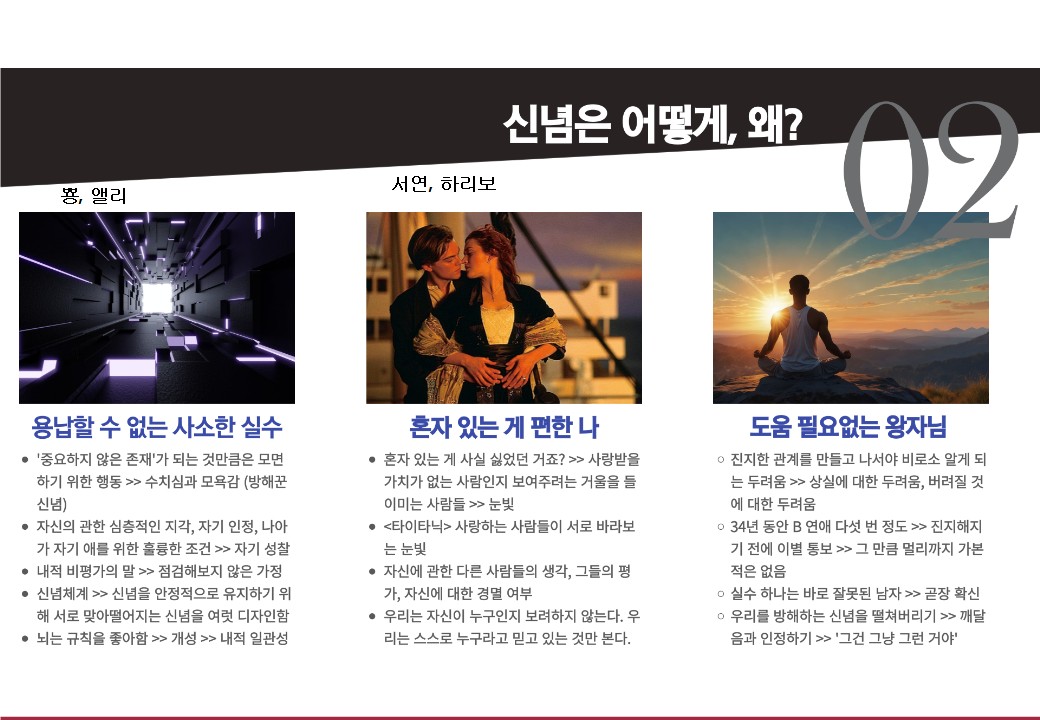 신념은 어떻게, 왜?
02
뿅, 앨리
서연, 하리보
용납할 수 없는 사소한 실수
• '중요하지 않은 존재'가 되는 것만큼은 모면
하기 위한 행동 >> 수치심과 모욕감 (방해꾼
신념)
• 자신의 관한 심층적인 지각, 자기 인정, 나아
가 자기 애를 위한 훌륭한 조건 >> 자기 성찰
• 내적 비평가의 말 >> 점검해보지 않은 가정
• 신념체계 >> 신념을 안정적으로 유지하기 위
해 서로 맞아떨어지는 신념을 여럿 디자인함
• 뇌는 규칙을 좋아함 >> 개성 >> 내적 일관성
혼자 있는 게 편한 나
• 혼자 있는 게 사실 싫었던 거죠? >> 사랑받을
가치가 없는 사람인지 보여주려는 거울을 들
이미는 사람들 >> 눈빛
• <타이타닉> 사랑하는 사람들이 서로 바라보
는 눈빛
• 자신에 관한 다른 사람들의 생각, 그들의 평
가, 자신에 대한 경멸 여부
• 우리는 자신이 누구인지 보려하지 않는다. 우
리는 스스로 누구라고 믿고 있는 것만 본다.
도움 필요없는 왕자님
○ 진지한 관계를 만들고 나서야 비로소 알게 되
는 두려움 >> 상실에 대한 두려움, 버려질 것
에 대한 두려움
○ 34년 동안 B 연애 다섯 번 정도 >> 진지해지
기 전에 이별 통보 >> 그 만큼 멀리까지 가본
적은 없음
○ 실수 하나는 바로 잘못된 남자 >> 곧장 확신
○ 우리를 방해하는 신념을 떨쳐버리기 >> 깨달
음과 인정하기 >> '그건 그냥 그런 거야'